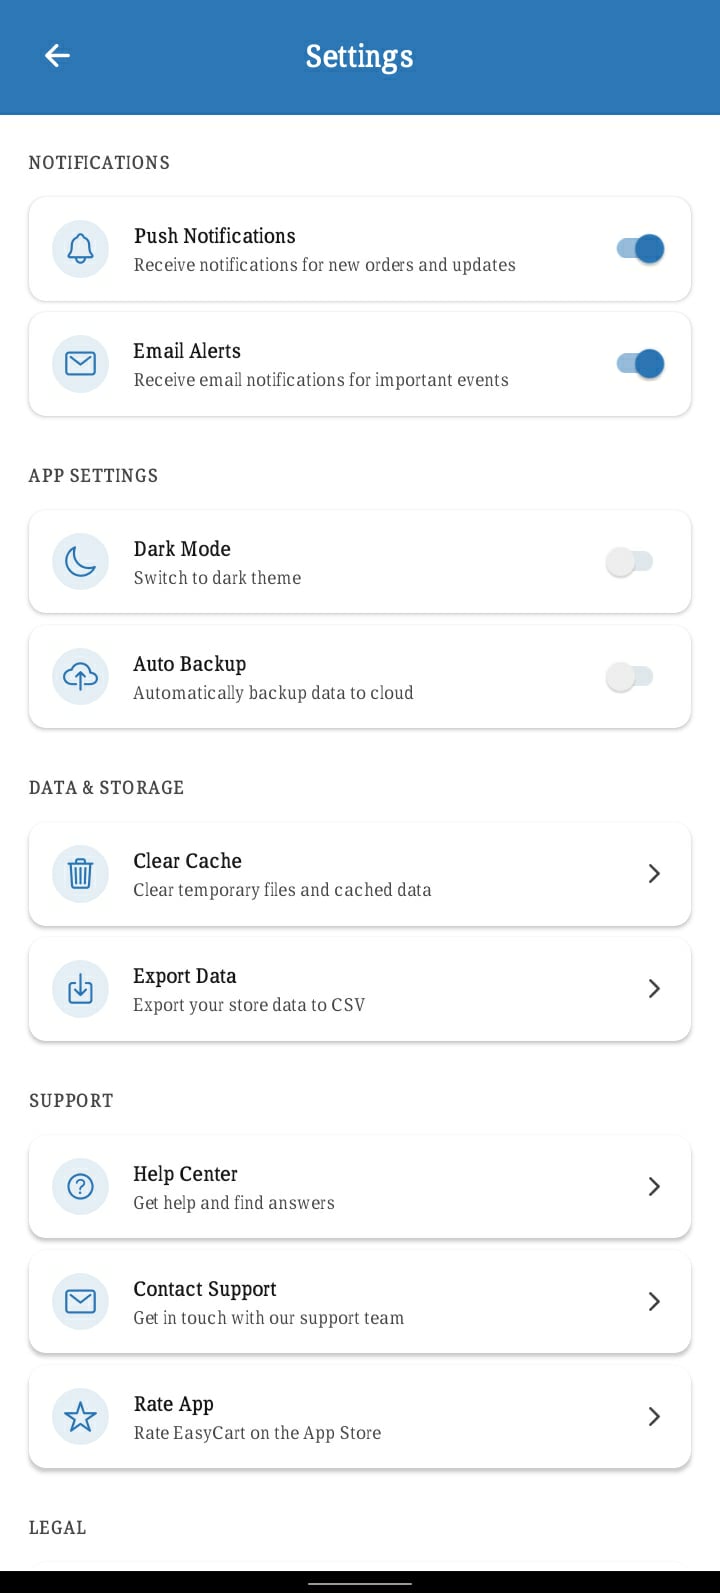 Settings
NOTIFICATIONS
Push Notifications
Receive notifications for new orders and updates
Email Alerts
Receive email notifications for important events
APP SETTINGS
Dark Mode
Switch to dark theme
Auto Backup
Automatically backup data to cloud
DATA & STORAGE
Clear Cache
Clear temporary files and cached data
Export Data
Export your store data to CSV
SUPPORT
Help Center
Get help and find answers
Contact Support
Get in touch with our support team
Rate App
Rate EasyCart on the App Store
LEGAL